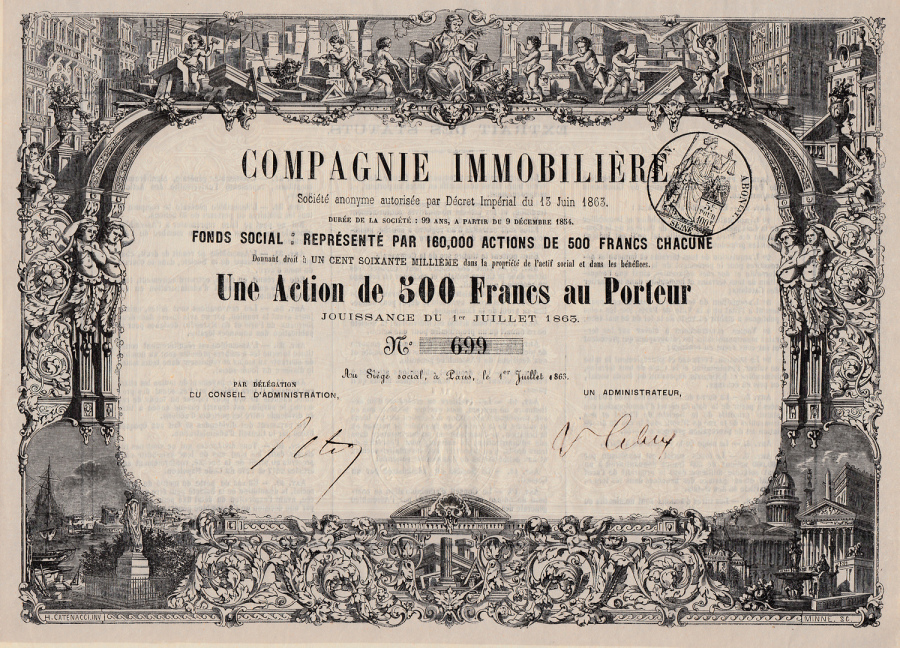 COMPAGNIE IMMOBILIÈRE
Société anonyme autorisée par Décret Impérial du 13 Juin 1863.
DURÉE DE LA SOCIÉTÉ : 99 ANS, A PARTIR DU 9 DÉCEMBRE 1854.
FONDS SOCIAL : REPRÉSENTÉ PAR 160,000 ACTIONS DE 500 FRANCS CHACUNE
Donnant droit à UN CENT SOIXANTE MILLIÈME dans la propriété de l'actif social et dans les bénéfices.
Une Action de 500 Francs au Porteur
JOUISSANCE DU 1er JUILLET 1863.
No 699
Au Siège social, à Paris, le 1er Juillet 1863.
PAR DÉLÉGATION
DU CONSEIL D'ADMINISTRATION,
UN ADMINISTRATEUR,
H. CATENACCI, INV
MINNE, SC.